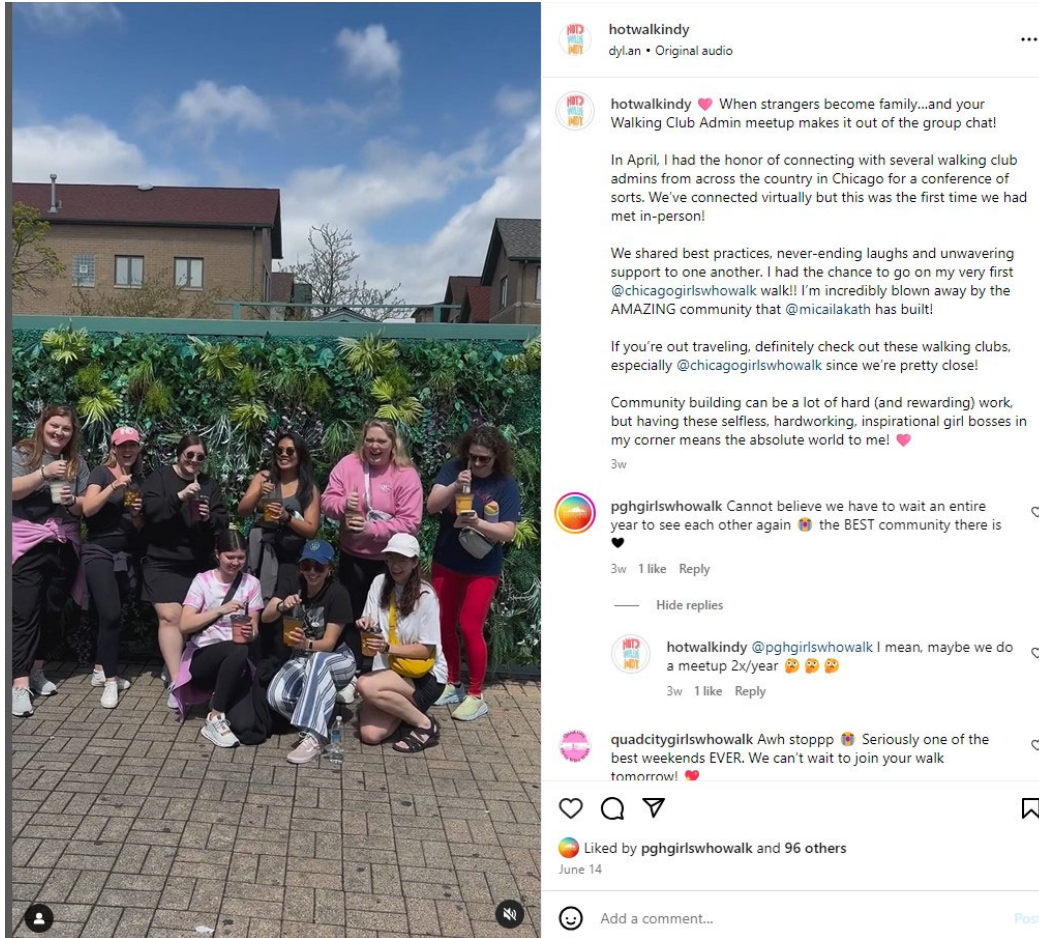 hotwalkindy
dyl.an • Original audio
hotwalkindy 💗 When strangers become family...and your
Walking Club Admin meetup makes it out of the group chat!
In April, I had the honor of connecting with several walking club
admins from across the country in Chicago for a conference of
sorts. We've connected virtually but this was the first time we had
met in-person!
We shared best practices, never-ending laughs and unwavering
support to one another. I had the chance to go on my very first
@chicagogirlswhowalk walk!! I'm incredibly blown away by the
AMAZING community that @micailakath has built!
If you're out traveling, definitely check out these walking clubs,
especially @chicagogirlswhowalk since we're pretty close!
Community building can be a lot of hard (and rewarding) work,
but having these selfless, hardworking, inspirational girl bosses in
my corner means the absolute world to me! 💗
3w
pghgirlswhowalk Cannot believe we have to wait an entire
year to see each other again 😭 the BEST community there is
🖤
3w 1 like Reply
Hide replies
hotwalkindy @pghgirlswhowalk I mean, maybe we do
a meetup 2x/year 🫣 🫣 🫣
3w 1 like Reply
quadcitygirlswhowalk Awh stoppp 😭 Seriously one of the
best weekends EVER. We can't wait to join your walk
tomorrow! 💖
Liked by pghgirlswhowalk and 96 others
June 14
Add a comment...
Post